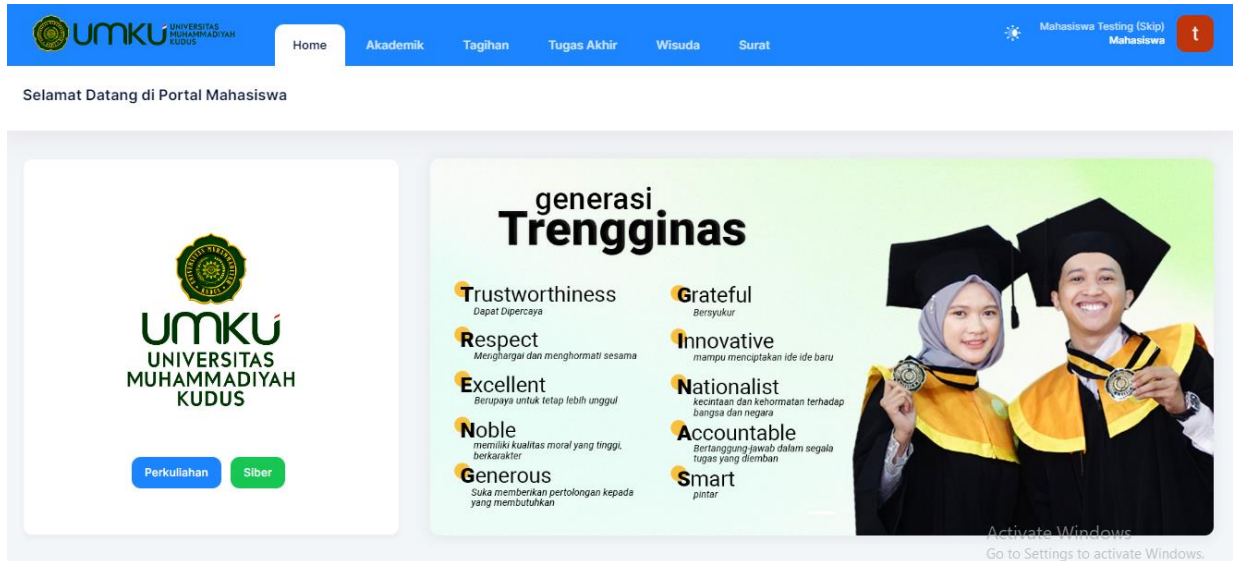 UMKU UNIVERSITAS MUHAMMADIYAH KUDUS
Home Akademik Tagihan Tugas Akhir Wisuda Surat
Mahasiswa Testing (Skip)
Mahasiswa
t
Selamat Datang di Portal Mahasiswa
UMKU
UNIVERSITAS
MUHAMMADIYAH
KUDUS
Perkuliahan Siber
generasi
Trengginas
Trustworthiness
Dapat Dipercaya
Respect
Menghargai dan menghormati sesama
Excellent
Berupaya untuk tetap lebih unggul
Noble
memiliki kualitas moral yang tinggi,
berkarakter
Generous
Suka memberikan pertolongan kepada
yang membutuhkan
Grateful
Bersyukur
Innovative
mampu menciptakan ide ide baru
Nationalist
kecintaan dan kehormatan terhadap
bangsa dan negara
Accountable
Bertanggung-jawab dalam segala
tugas yang diemban
Smart
pintar
Activate Windows
Go to Settings to activate Windows.